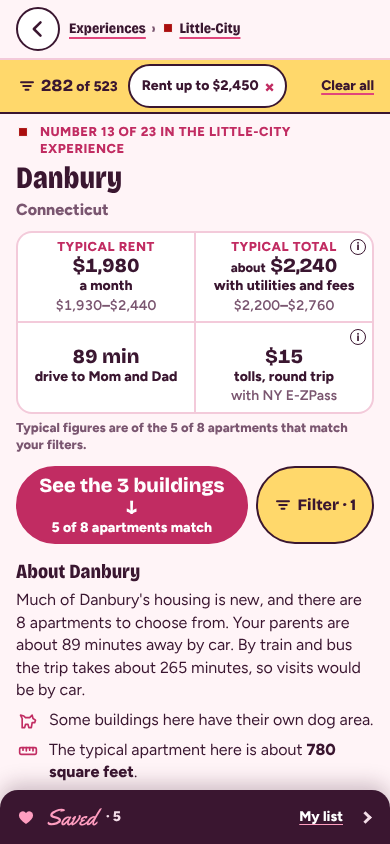 Experiences › Little-City
282 of 523 Rent up to $2,450 × Clear all
NUMBER 13 OF 23 IN THE LITTLE-CITY
EXPERIENCE
Danbury
Connecticut
TYPICAL RENT
$1,980
a month
$1,930–$2,440
TYPICAL TOTAL
about $2,240
with utilities and fees
$2,200–$2,760
89 min
drive to Mom and Dad
$15
tolls, round trip
with NY E-ZPass
Typical figures are of the 5 of 8 apartments that match
your filters.
See the 3 buildings
↓
5 of 8 apartments match
Filter · 1
About Danbury
Much of Danbury's housing is new, and there are
8 apartments to choose from. Your parents are
about 89 minutes away by car. By train and bus
the trip takes about 265 minutes, so visits would
be by car.
Some buildings here have their own dog area.
The typical apartment here is about 780
square feet.
Saved · 5 My list